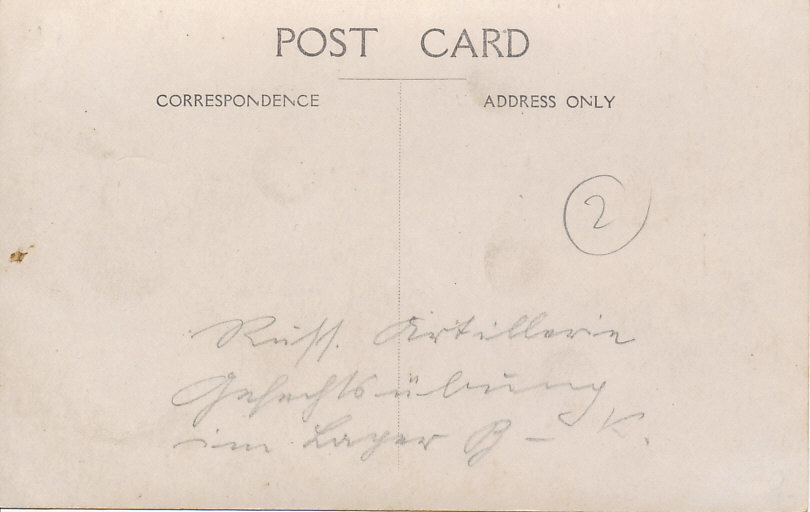 POST CARD
CORRESPONDENCE
ADDRESS ONLY
2
Russ. Artillerie
Gefechtsübung
im Lager B - K.